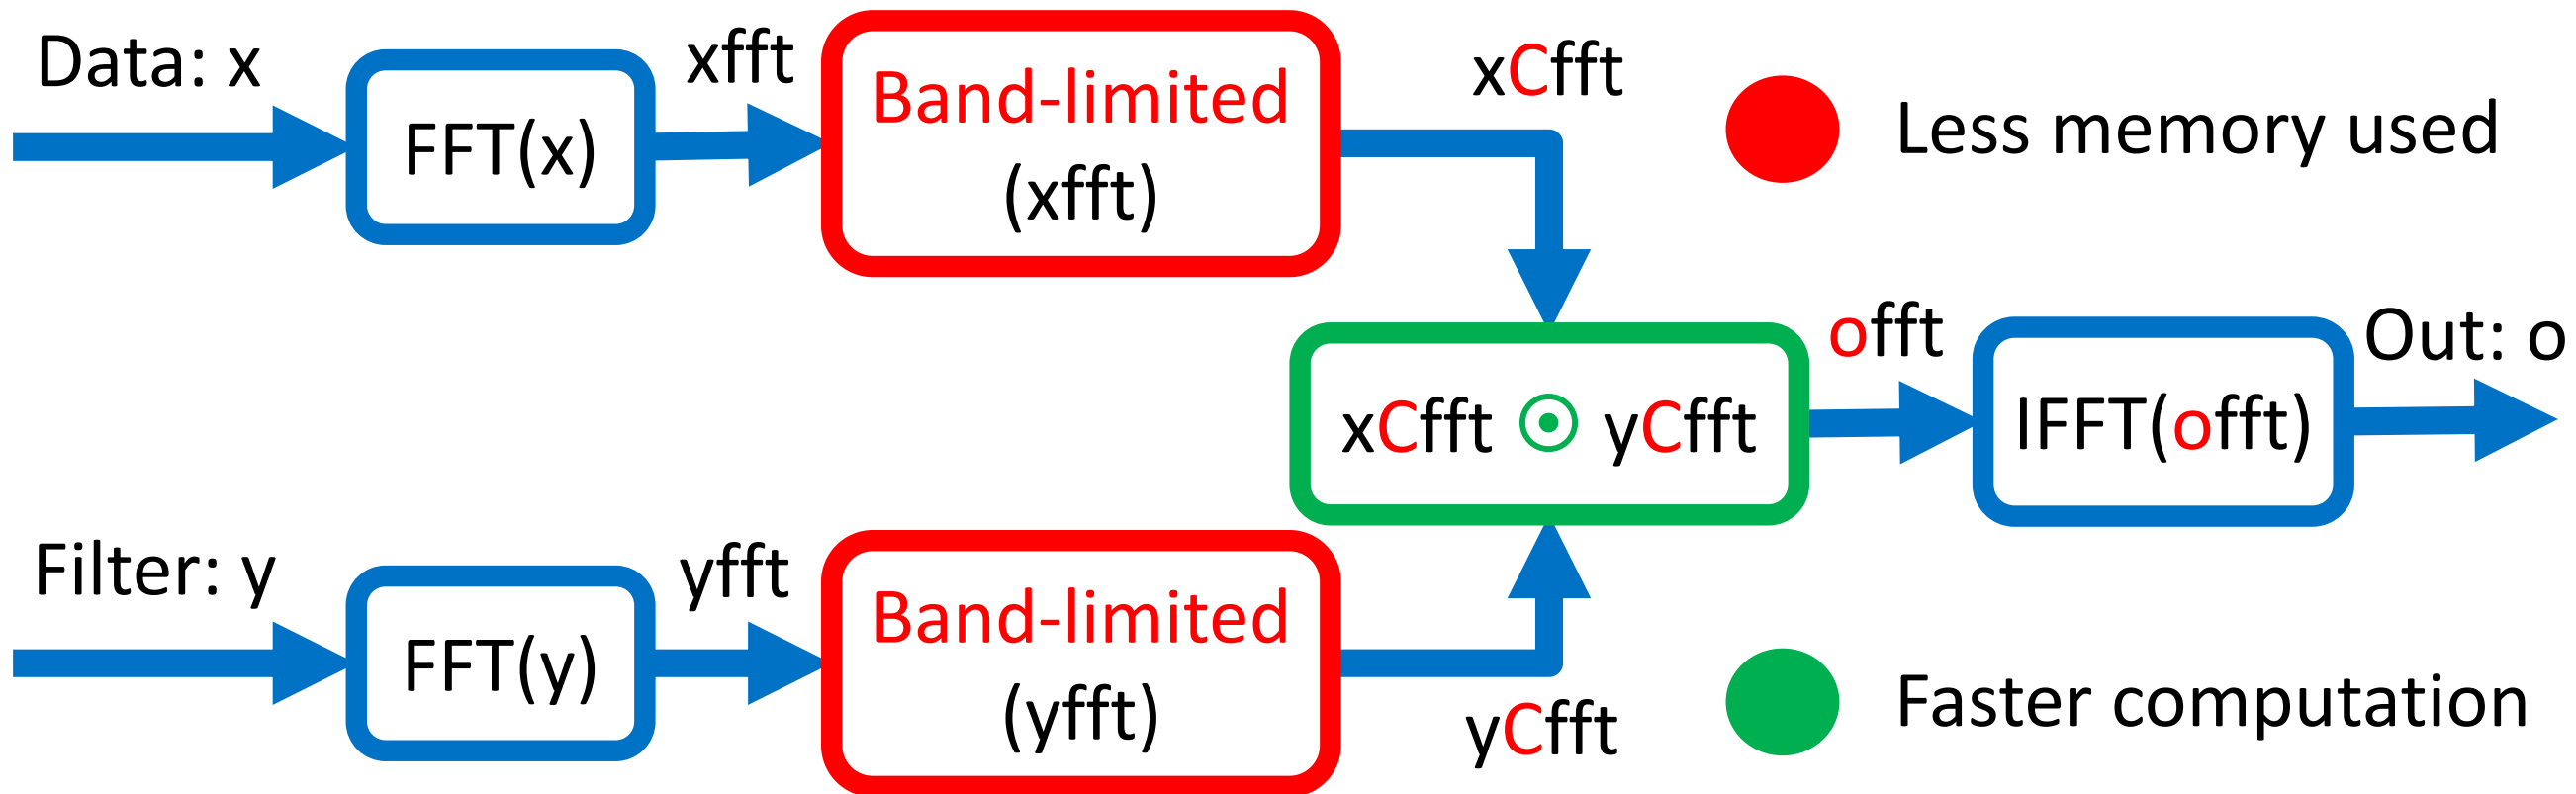 Data: x
FFT(x)
xfft
Band-limited
(xfft)
xCfft
Less memory used
xCfft ⊙ yCfft
offt
IFFT(offt)
Out: o
Filter: y
FFT(y)
yfft
Band-limited
(yfft)
yCfft
Faster computation